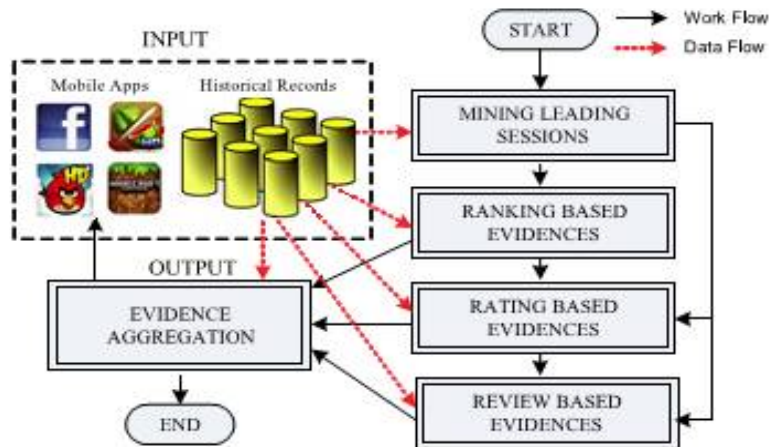 INPUT
START
Work Flow
Data Flow
Mobile Apps
Historical Records
f
HD
MINING LEADING
SESSIONS
RANKING BASED
EVIDENCES
OUTPUT
EVIDENCE
AGGREGATION
RATING BASED
EVIDENCES
REVIEW BASED
EVIDENCES
END